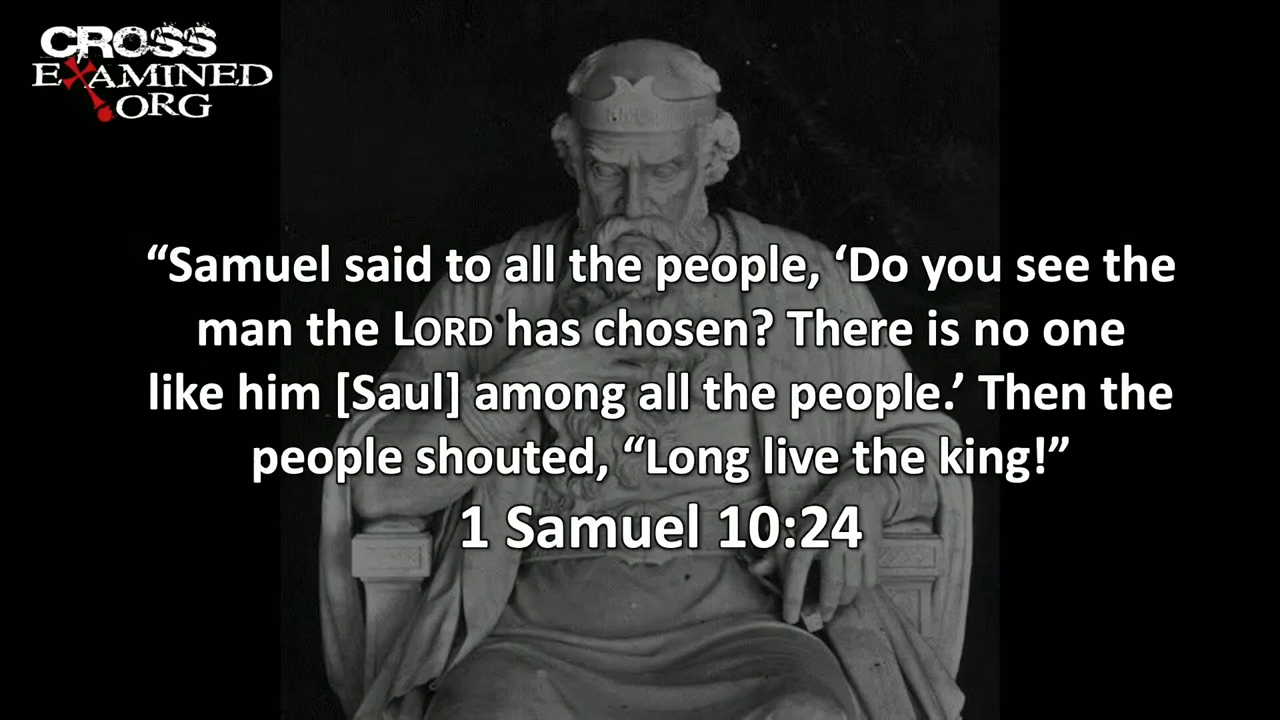 CROSS
EXAMINED
.ORG
“Samuel said to all the people, ‘Do you see the
man the LORD has chosen? There is no one
like him [Saul] among all the people.’ Then the
people shouted, “Long live the king!”
1 Samuel 10:24